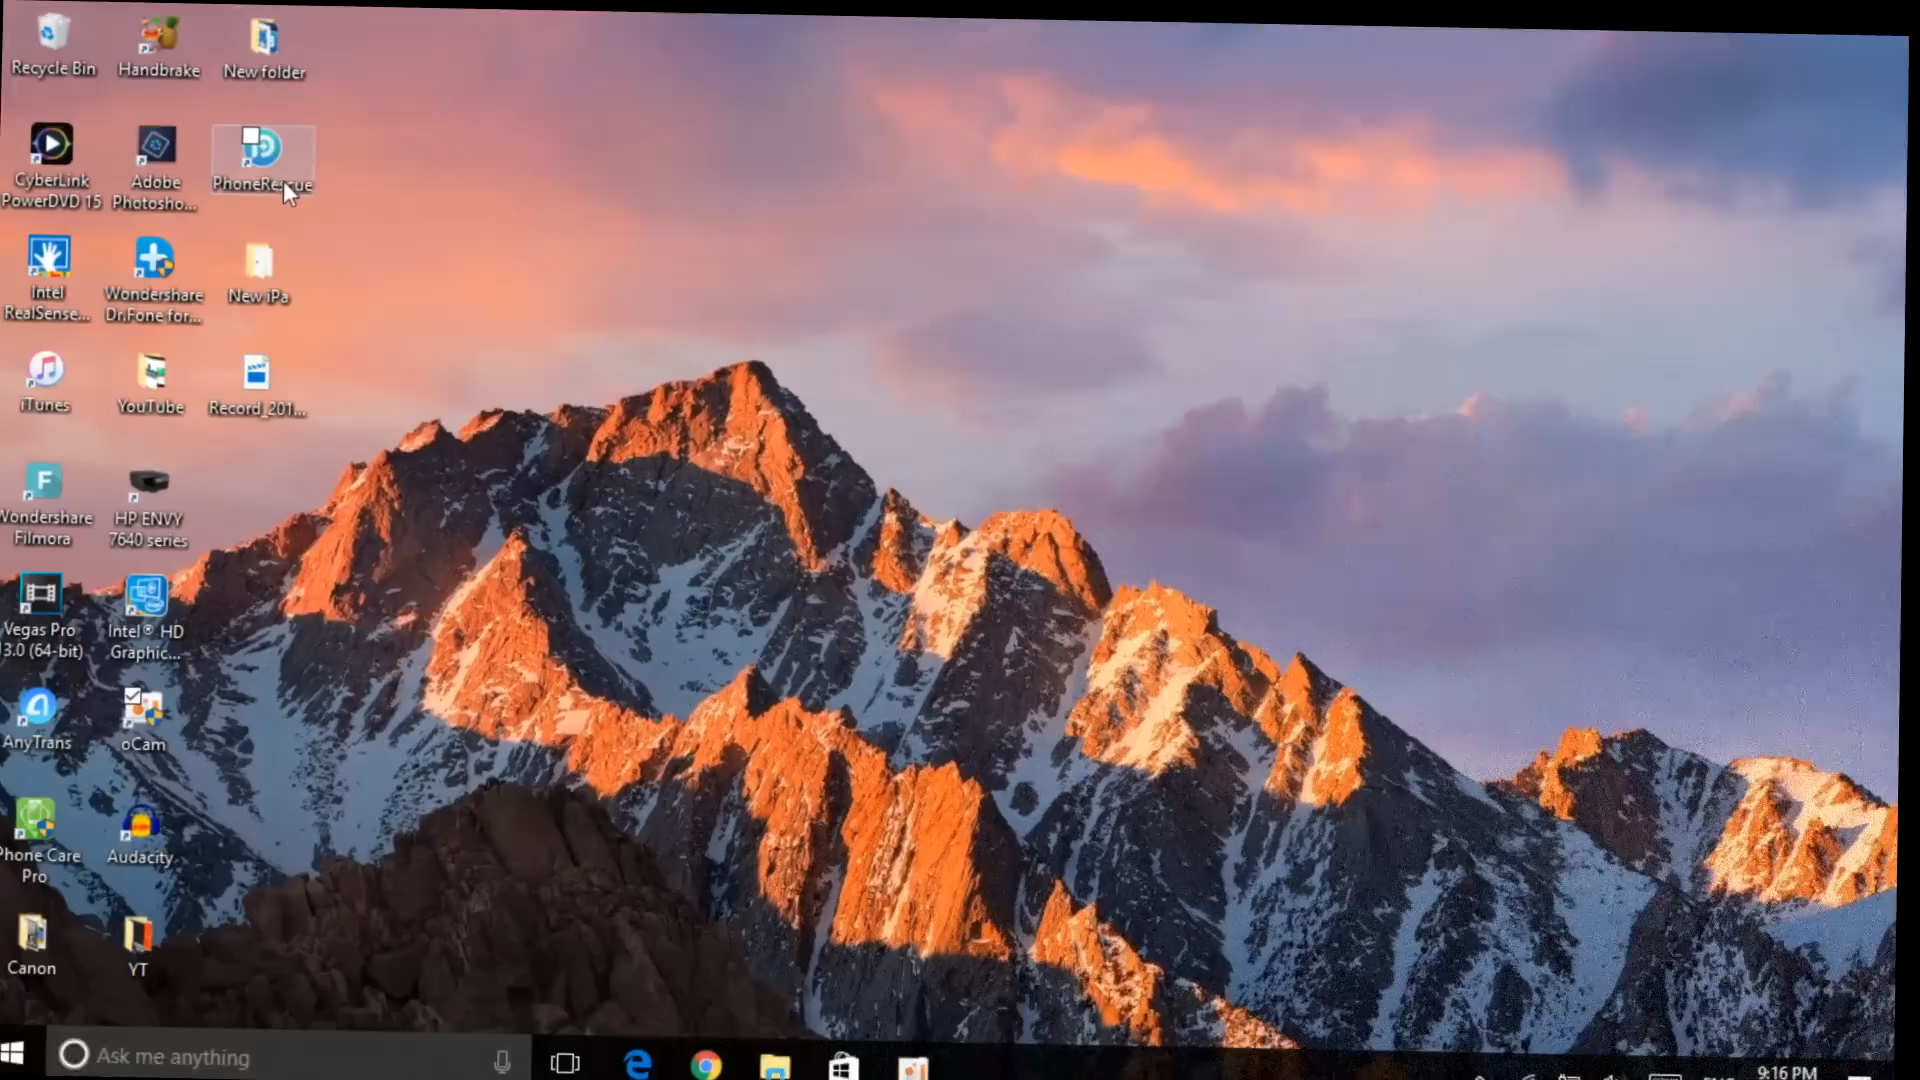 Recycle Bin
Handbrake
New folder
CyberLink
PowerDVD 15
Adobe
Photosho...
PhoneRescue
Intel
RealSense...
Wondershare
Dr.Fone for...
New iPa
iTunes
YouTube
Record_201...
Wondershare
Filmora
HP ENVY
7640 series
Vegas Pro
13.0 (64-bit)
Intel® HD
Graphic...
AnyTrans
oCam
Phone Care
Pro
Audacity
Canon
YT
Ask me anything
9:16 PM